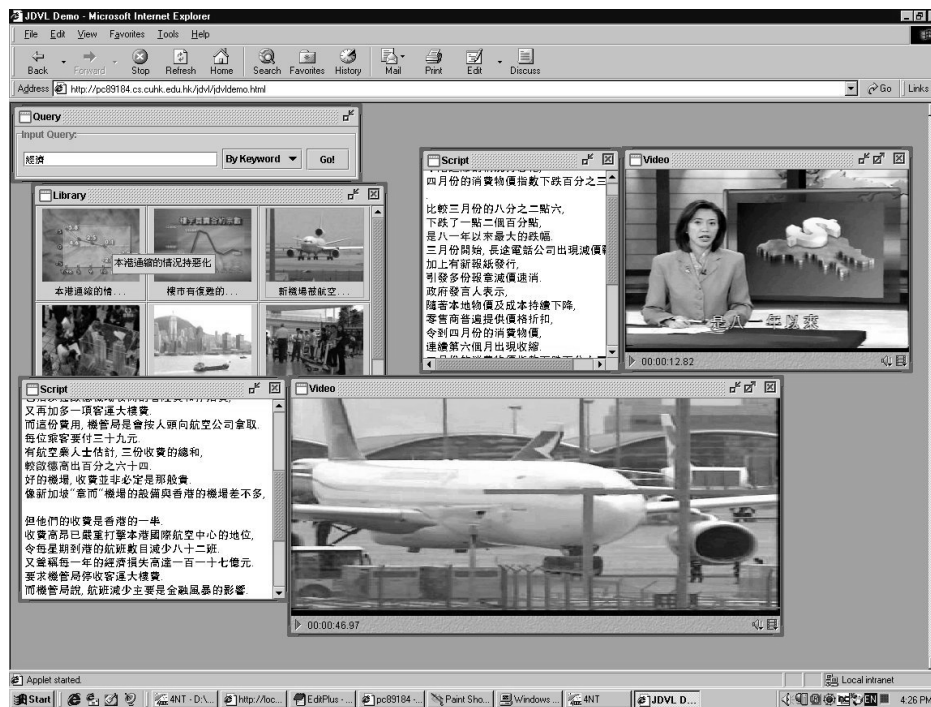 JDVL Demo - Microsoft Internet Explorer
File Edit View Favorites Tools Help
Back Forward Stop Refresh Home Search Favorites History Mail Print Edit Discuss
Address http://pc89184.cs.cuhk.edu.hk/jdvl/jdvldemo.html Go Links
Query
Input Query:
經濟 By Keyword Go!
Library
本港通縮的情況持惡化
本港通縮的情... 樓市有復甦的... 新機場被航空...
Script
四月份的消費物價指數下跌百分之三
.
比較三月份的八分之二點六,
下跌了一點二個百分點,
是八一年以來最大的跌幅.
三月份開始, 長途電話公司出現減價
加上有新報紙發行,
引發多份報章減價速消.
政府發言人表示,
隨著本地物價及成本持續下降,
零售商普遍提供價格折扣,
令到四月份的消費物價,
連續第六個月出現收縮.
Video
是八一年以來
00:00:12.82
Script
又再加多一項客運大樓費.
而這份費用, 機管局是會按人頭向航空公司拿取.
每位乘客要付三十九元.
有航空業人士估計, 三份收費的總和,
較啟德高出百分之六十四.
好的機場, 收費並非必定是那般貴.
像新加坡"章而"機場的設備與香港的機場差不多,
但他們的收費是香港的一半.
收費高昂已嚴重打擊本港國際航空中心的地位,
令每星期到港的航班數目減少八十二班.
又聲稱每一年的經濟損失高達一百一十七億元.
要求機管局停收客運大樓費.
而機管局說, 航班減少主要是金融風暴的影響.
Video
00:00:46.97
Applet started. Local intranet
Start 4NT - D:\... http://loc... EditPlus - ... pc89184 -... Paint Sho... Windows ... 4NT JDVL D... EN 4:26 PM